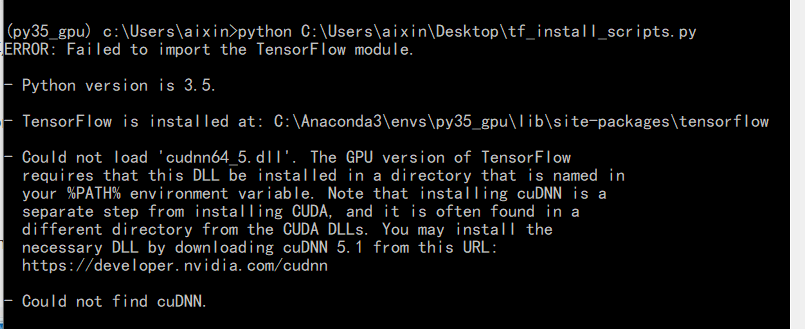 (py35_gpu) c:\Users\aixin>python C:\Users\aixin\Desktop\tf_install_scripts.py
ERROR: Failed to import the TensorFlow module.
- Python version is 3.5.
- TensorFlow is installed at: C:\Anaconda3\envs\py35_gpu\lib\site-packages\tensorflow
- Could not load 'cudnn64_5.dll'. The GPU version of TensorFlow
requires that this DLL be installed in a directory that is named in
your %PATH% environment variable. Note that installing cuDNN is a
separate step from installing CUDA, and it is often found in a
different directory from the CUDA DLLs. You may install the
necessary DLL by downloading cuDNN 5.1 from this URL:
https://developer.nvidia.com/cudnn
- Could not find cuDNN.